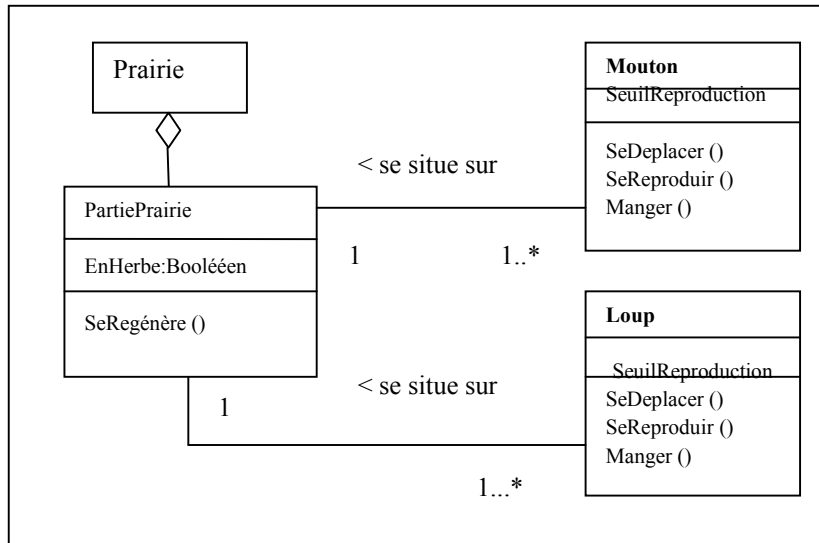 Prairie
PartiePrairie
EnHerbe:Boolééen
SeRegénère ()
< se situe sur
1
1..*
Mouton
SeuilReproduction
SeDeplacer ()
SeReproduir ()
Manger ()
< se situe sur
1
1...*
Loup
SeuilReproduction
SeDeplacer ()
SeReproduir ()
Manger ()